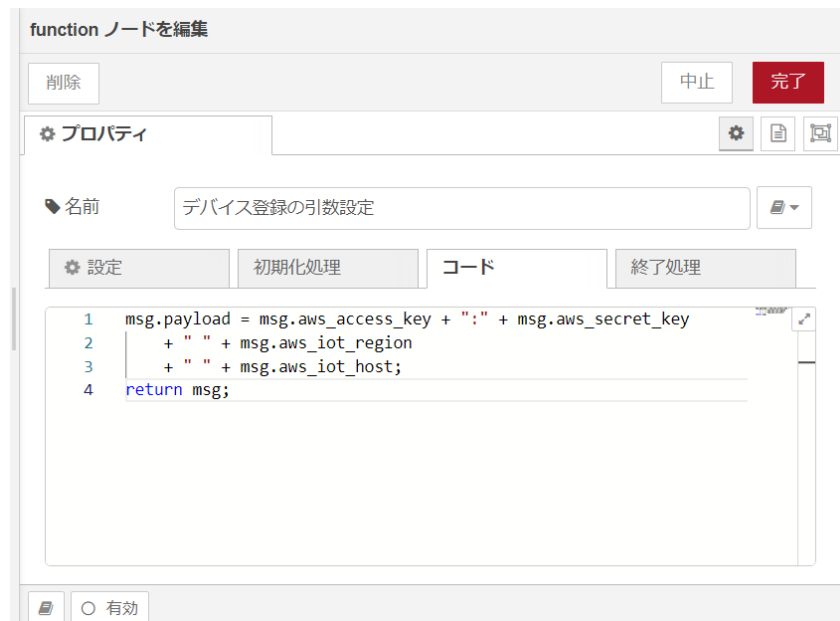 function ノードを編集
削除
中止
完了
プロパティ
名前
デバイス登録の引数設定
設定
初期化処理
コード
終了処理
1 msg.payload = msg.aws_access_key + ":" + msg.aws_secret_key
2 + " " + msg.aws_iot_region
3 + " " + msg.aws_iot_host;
4 return msg;
有効